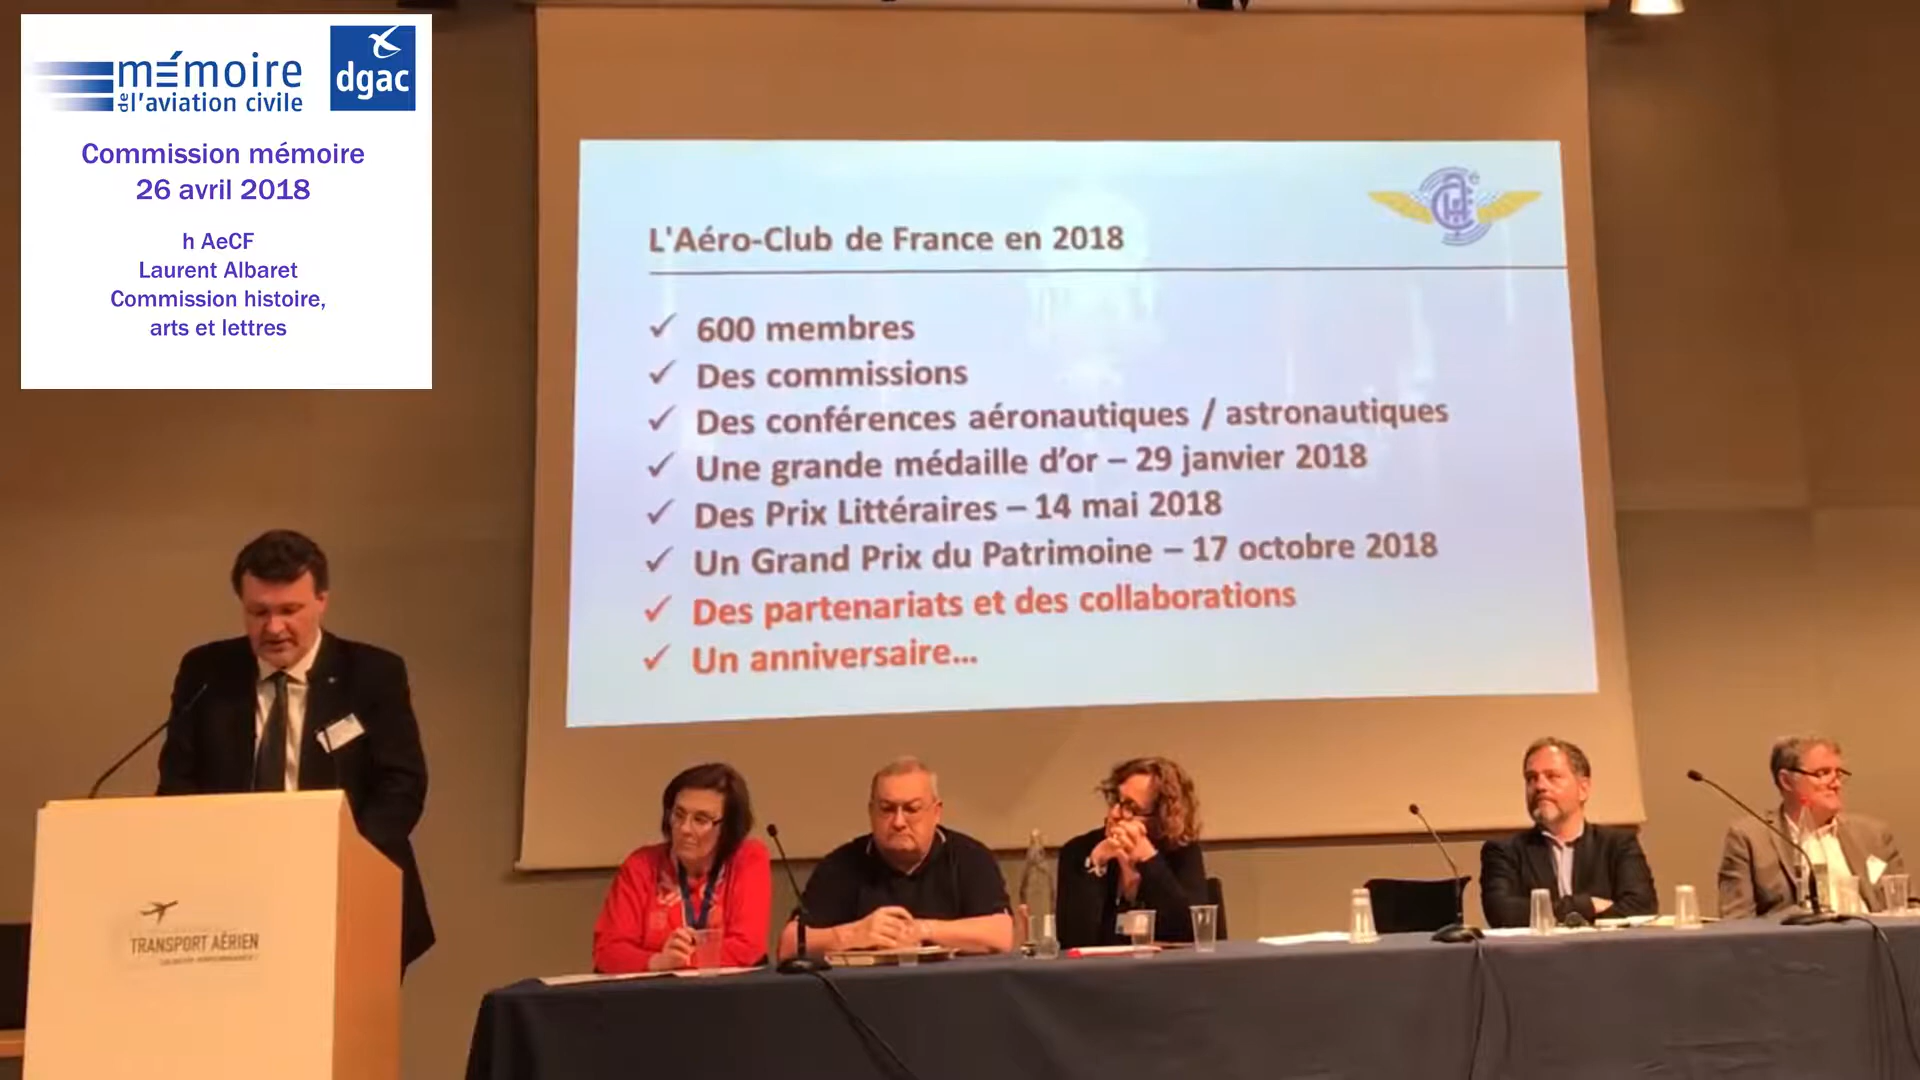 mémoire
de l'aviation civile
dgac
Commission mémoire
26 avril 2018
h AeCF
Laurent Albaret
Commission histoire,
arts et lettres
L'Aéro-Club de France en 2018
✓ 600 membres
✓ Des commissions
✓ Des conférences aéronautiques / astronautiques
✓ Une grande médaille d'or – 29 janvier 2018
✓ Des Prix Littéraires – 14 mai 2018
✓ Un Grand Prix du Patrimoine – 17 octobre 2018
✓ Des partenariats et des collaborations
✓ Un anniversaire...
TRANSPORT AÉRIEN